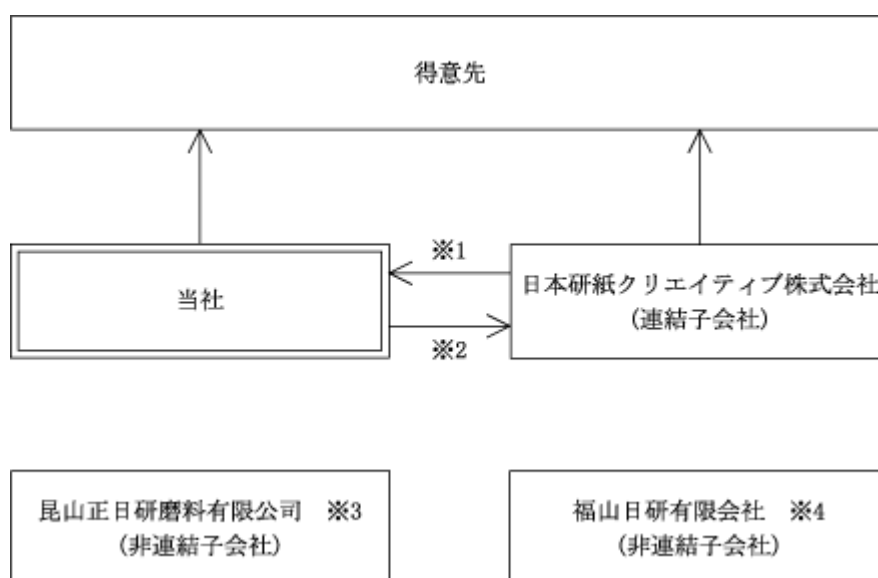 得意先
※1
当社
日本研紙クリエイティブ株式会社
(連結子会社)
※2
昆山正日研磨料有限公司 ※3
(非連結子会社)
福山日研有限会社 ※4
(非連結子会社)